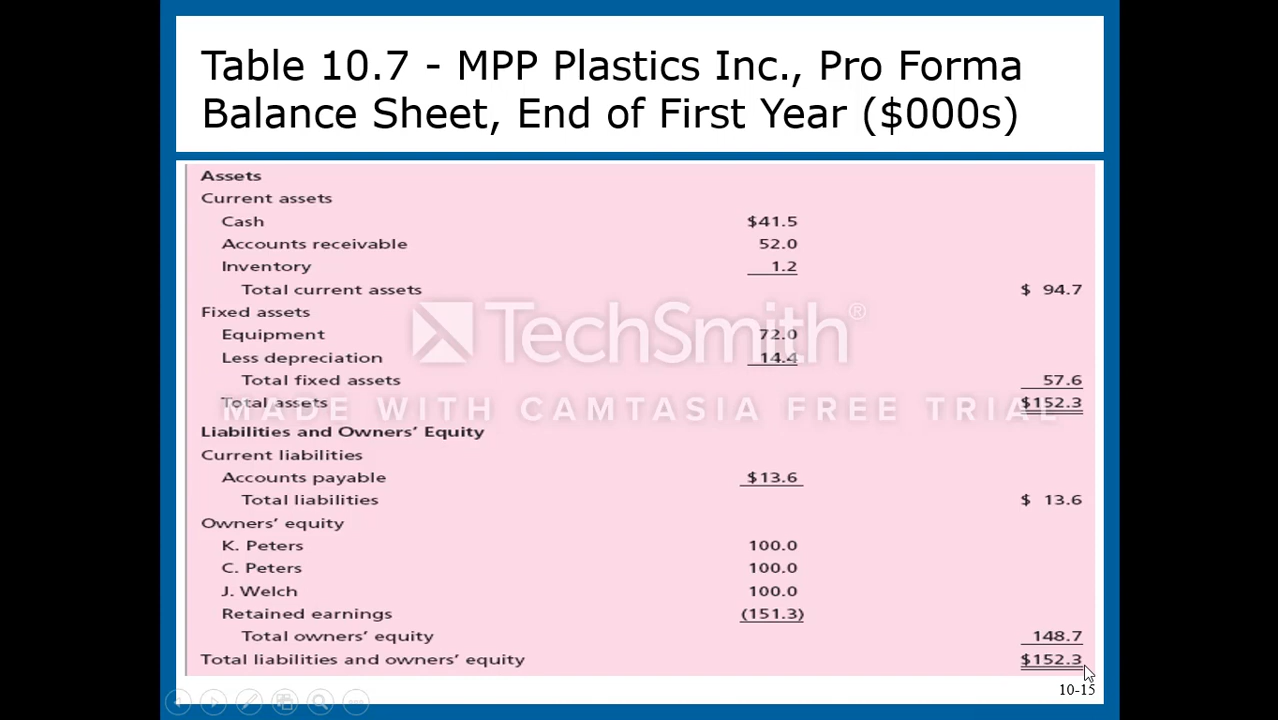 Table 10.7 - MPP Plastics Inc., Pro Forma
Balance Sheet, End of First Year ($000s)
Assets
Current assets
Cash $41.5
Accounts receivable 52.0
Inventory 1.2
Total current assets $ 94.7
Fixed assets
Equipment 72.0
TechSmith®
Less depreciation 14.4
Total fixed assets 57.6
Total assets $152.3
MADE WITH CAMTASIA FREE TRIAL
Liabilities and Owners’ Equity
Current liabilities
Accounts payable $13.6
Total liabilities $ 13.6
Owners’ equity
K. Peters 100.0
C. Peters 100.0
J. Welch 100.0
Retained earnings (151.3)
Total owners’ equity 148.7
Total liabilities and owners’ equity $152.3
10-15